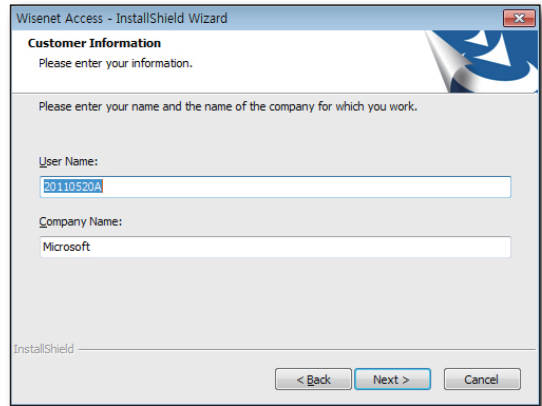 Wisenet Access - InstallShield Wizard
Customer Information
Please enter your information.
Please enter your name and the name of the company for which you work.
User Name:
20110520A
Company Name:
Microsoft
InstallShield
< Back Next > Cancel